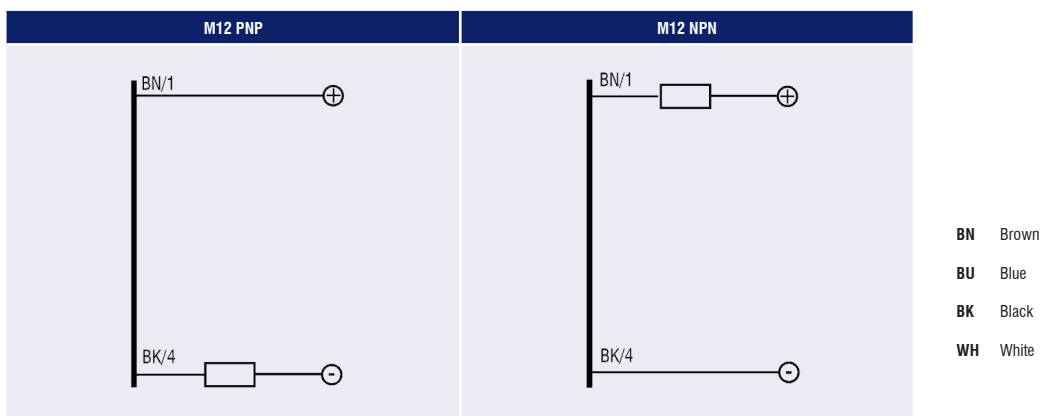 M12 PNP
M12 NPN
BN/1
+
BK/4
-
BN/1
+
BK/4
-
BN Brown
BU Blue
BK Black
WH White